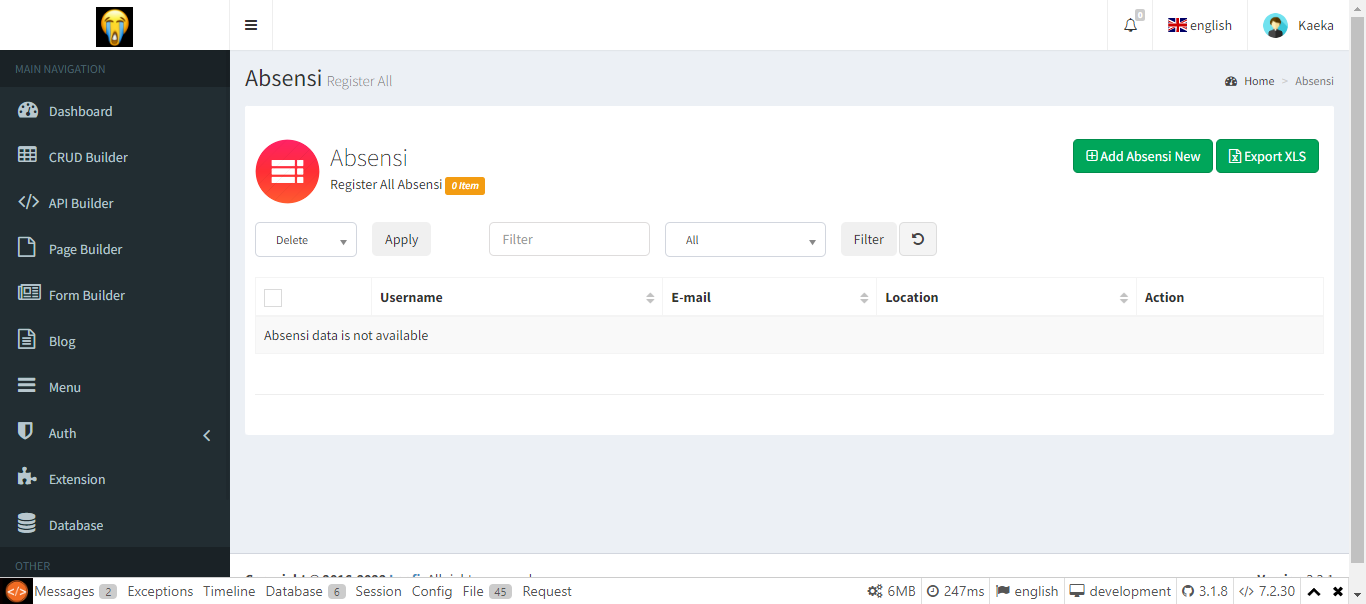 0
english
Kaeka
MAIN NAVIGATION
Dashboard
CRUD Builder
API Builder
Page Builder
Form Builder
Blog
Menu
Auth
Extension
Database
OTHER
Absensi Register All
Home > Absensi
Absensi
Register All Absensi 0 Item
Add Absensi New
Export XLS
Delete
Apply
Filter
All
Filter
Username E-mail Location Action
Absensi data is not available
</> Messages 2 Exceptions Timeline Database 6 Session Config File 45 Request
6MB 247ms english development 3.1.8 </> 7.2.30